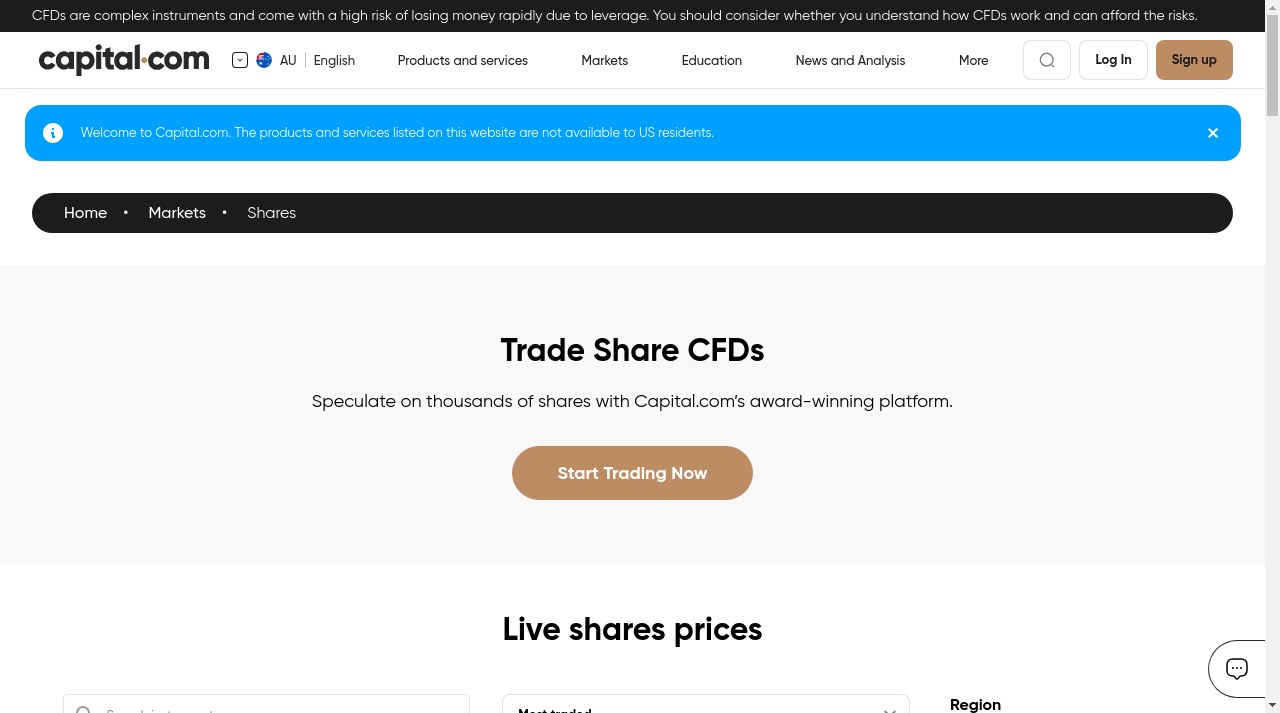 CFDs are complex instruments and come with a high risk of losing money rapidly due to leverage. You should consider whether you understand how CFDs work and can afford the risks.
capital.com
AU English
Products and services
Markets
Education
News and Analysis
More
Log In
Sign up
Welcome to Capital.com. The products and services listed on this website are not available to US residents.
Home • Markets • Shares
Trade Share CFDs
Speculate on thousands of shares with Capital.com’s award-winning platform.
Start Trading Now
Live shares prices
Most traded
Region